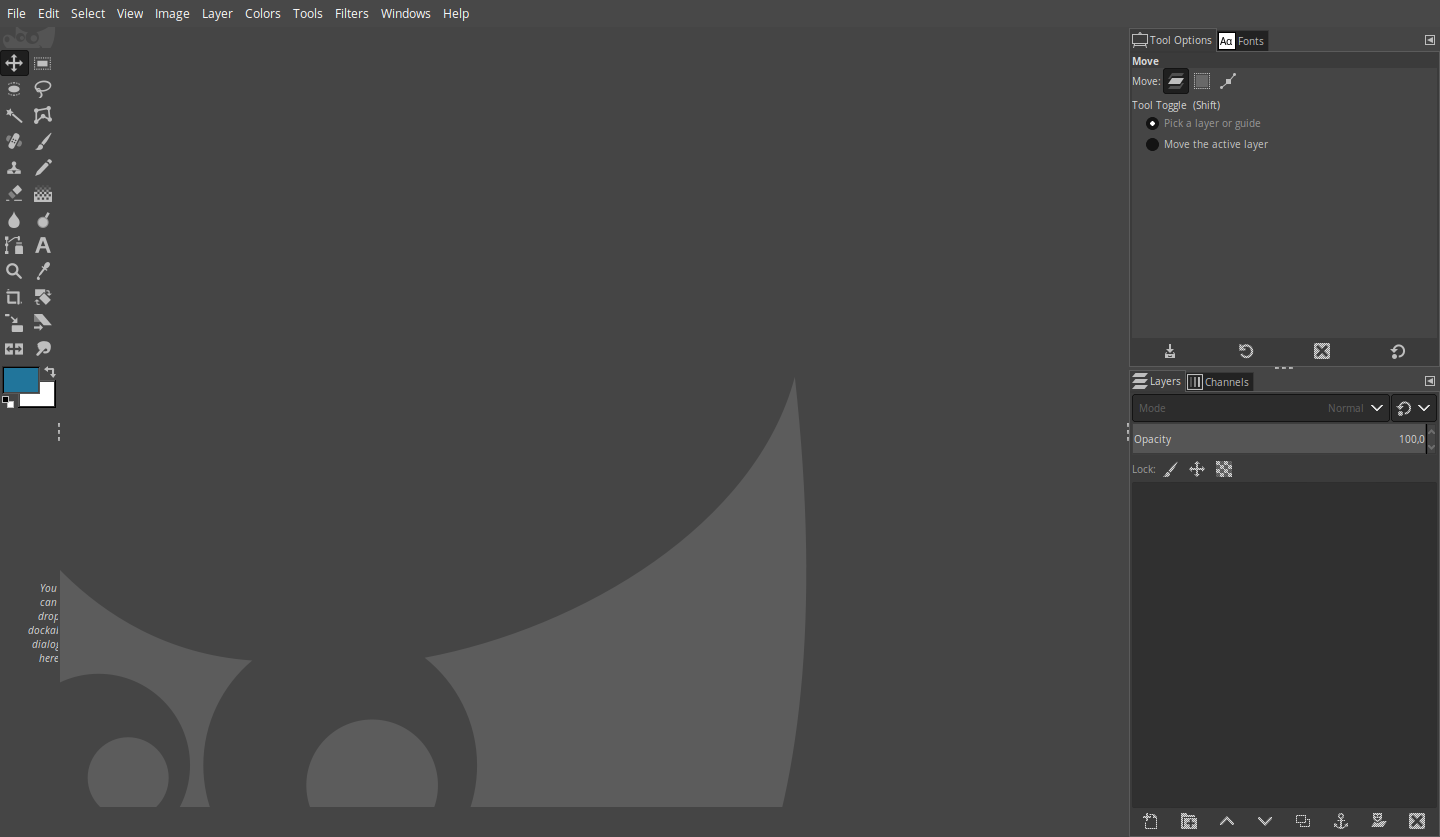 File Edit Select View Image Layer Colors Tools Filters Windows Help
Tool Options Aα Fonts
Move
Move:
Tool Toggle (Shift)
Pick a layer or guide
Move the active layer
Layers Channels
Mode Normal
Opacity 100,0
Lock:
You
can
drop
dockal
dialog
here